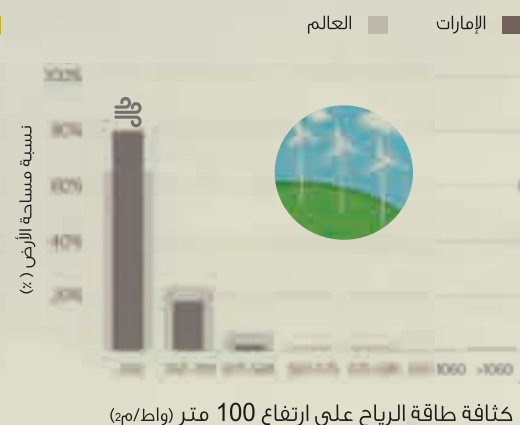 الإمارات
العالم
100%
80%
60%
40%
20%
نسبة مساحة الأرض (٪)
1060 >1060
كثافة طاقة الرياح على ارتفاع 100 متر (واط/م2)